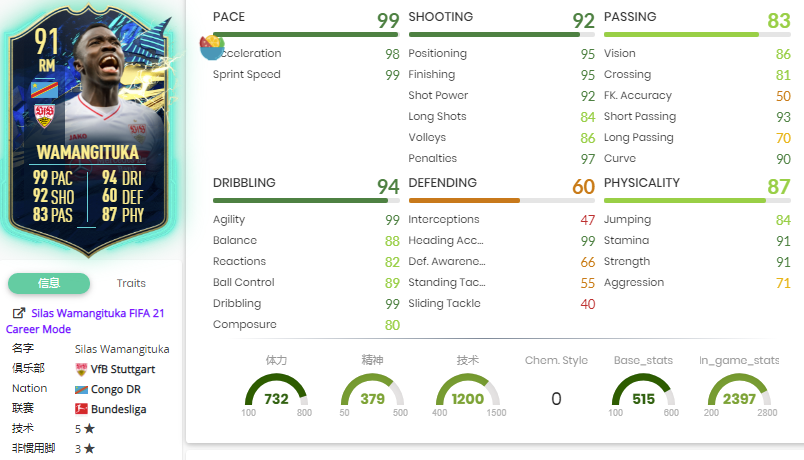 91
RM
JAKO
WAMANGITUKA
99 PAC 94 DRI
92 SHO 60 DEF
83 PAS 87 PHY
信息 Traits
Silas Wamangituka FIFA 21
Career Mode
名字 Silas Wamangituka
俱乐部 VfB Stuttgart
Nation Congo DR
联赛 Bundesliga
技术 5 ★
非惯用脚 3 ★
PACE 99
cceleration 98
Sprint Speed 99
SHOOTING 92
Positioning 95
Finishing 95
Shot Power 92
Long Shots 84
Volleys 86
Penalties 97
PASSING 83
Vision 86
Crossing 81
FK. Accuracy 50
Short Passing 93
Long Passing 70
Curve 90
DRIBBLING 94
Agility 99
Balance 88
Reactions 82
Ball Control 89
Dribbling 99
Composure 80
DEFENDING 60
Interceptions 47
Heading Acc... 99
Def. Awarene... 66
Standing Tac... 55
Sliding Tackle 40
PHYSICALITY 87
Jumping 84
Stamina 91
Strength 91
Aggression 71
体力 精神 技术 Chem. Style Base_stats in_game_stats
732 379 1200 0 515 2397
100 800 50 500 400 1500 100 600 200 2800